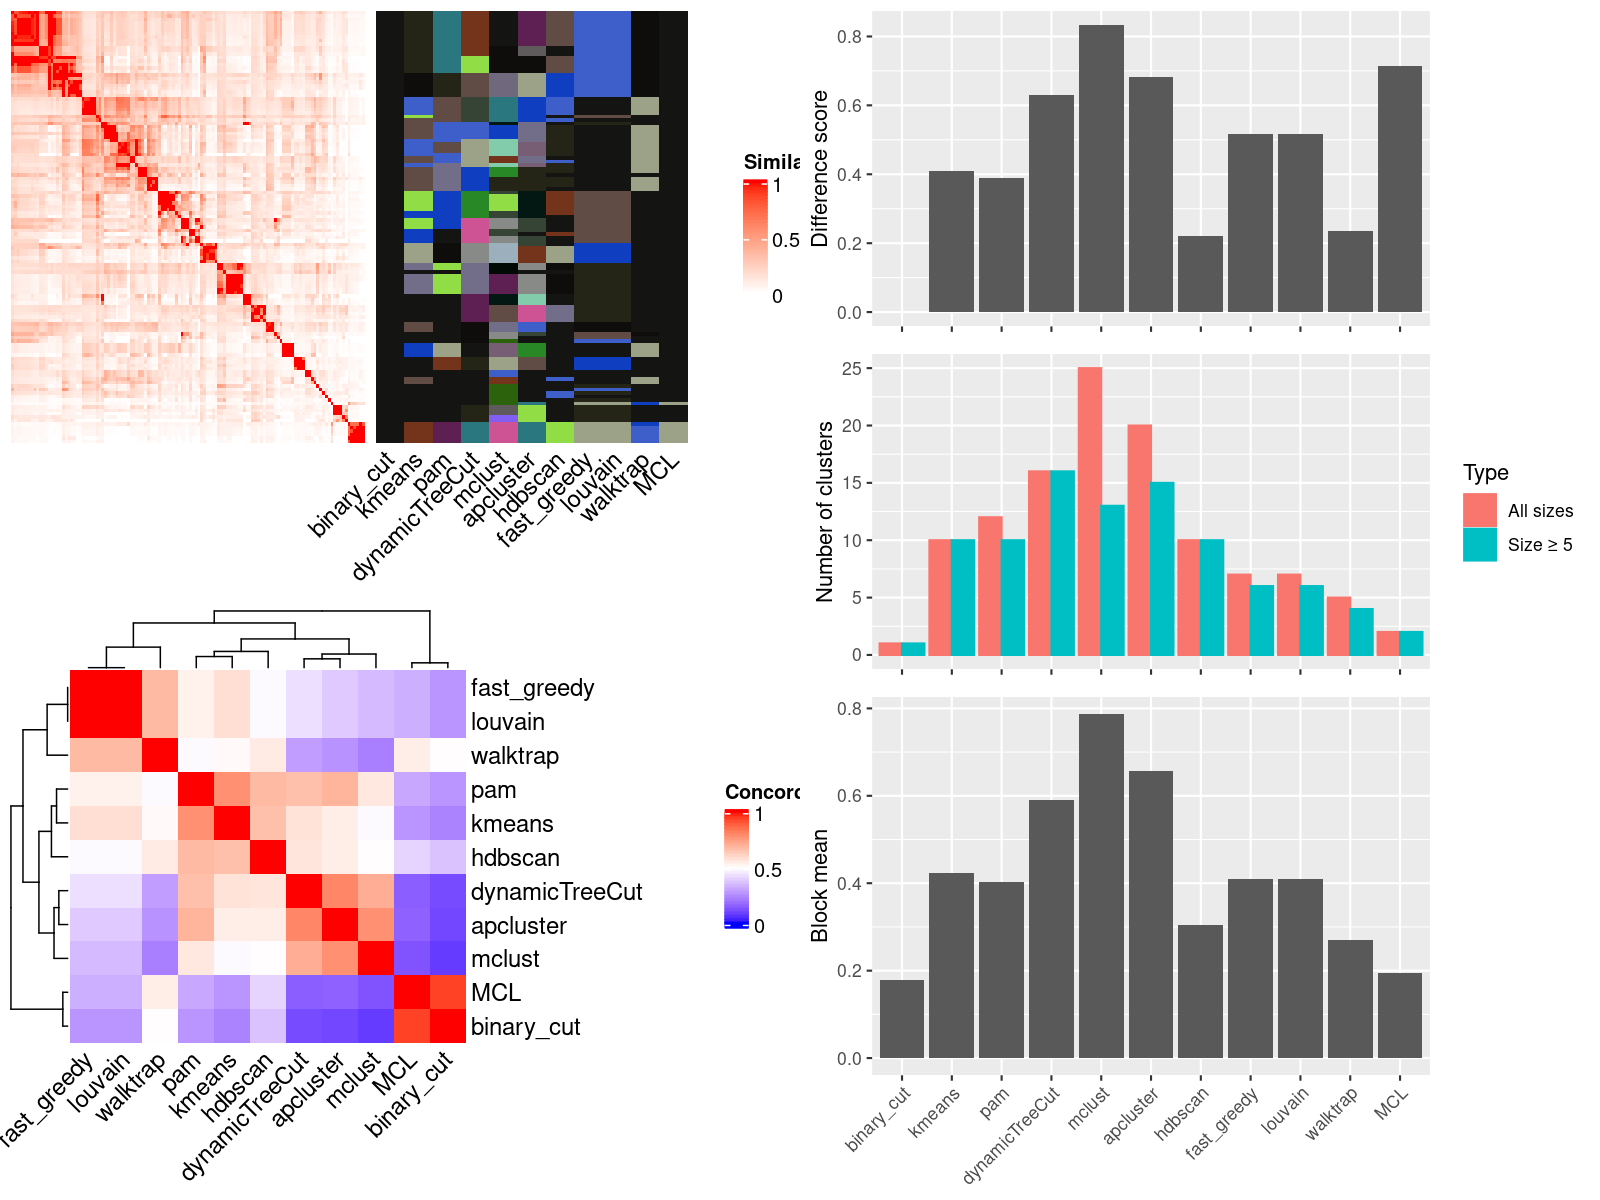 Simila
1
0.5
0
binary_cut
kmeans
pam
dynamicTreeCut
mclust
apcluster
hdbscan
fast_greedy
louvain
walktrap
MCL
fast_greedy
louvain
walktrap
pam
kmeans
hdbscan
dynamicTreeCut
apcluster
mclust
MCL
binary_cut
fast_greedy
louvain
walktrap
pam
kmeans
hdbscan
dynamicTreeCut
apcluster
mclust
MCL
binary_cut
Concord
1
0.5
0
Difference score
0.8
0.6
0.4
0.2
0.0
Number of clusters
25
20
15
10
5
0
Type
All sizes
Size ≥ 5
Block mean
0.8
0.6
0.4
0.2
0.0
binary_cut
kmeans
pam
dynamicTreeCut
mclust
apcluster
hdbscan
fast_greedy
louvain
walktrap
MCL